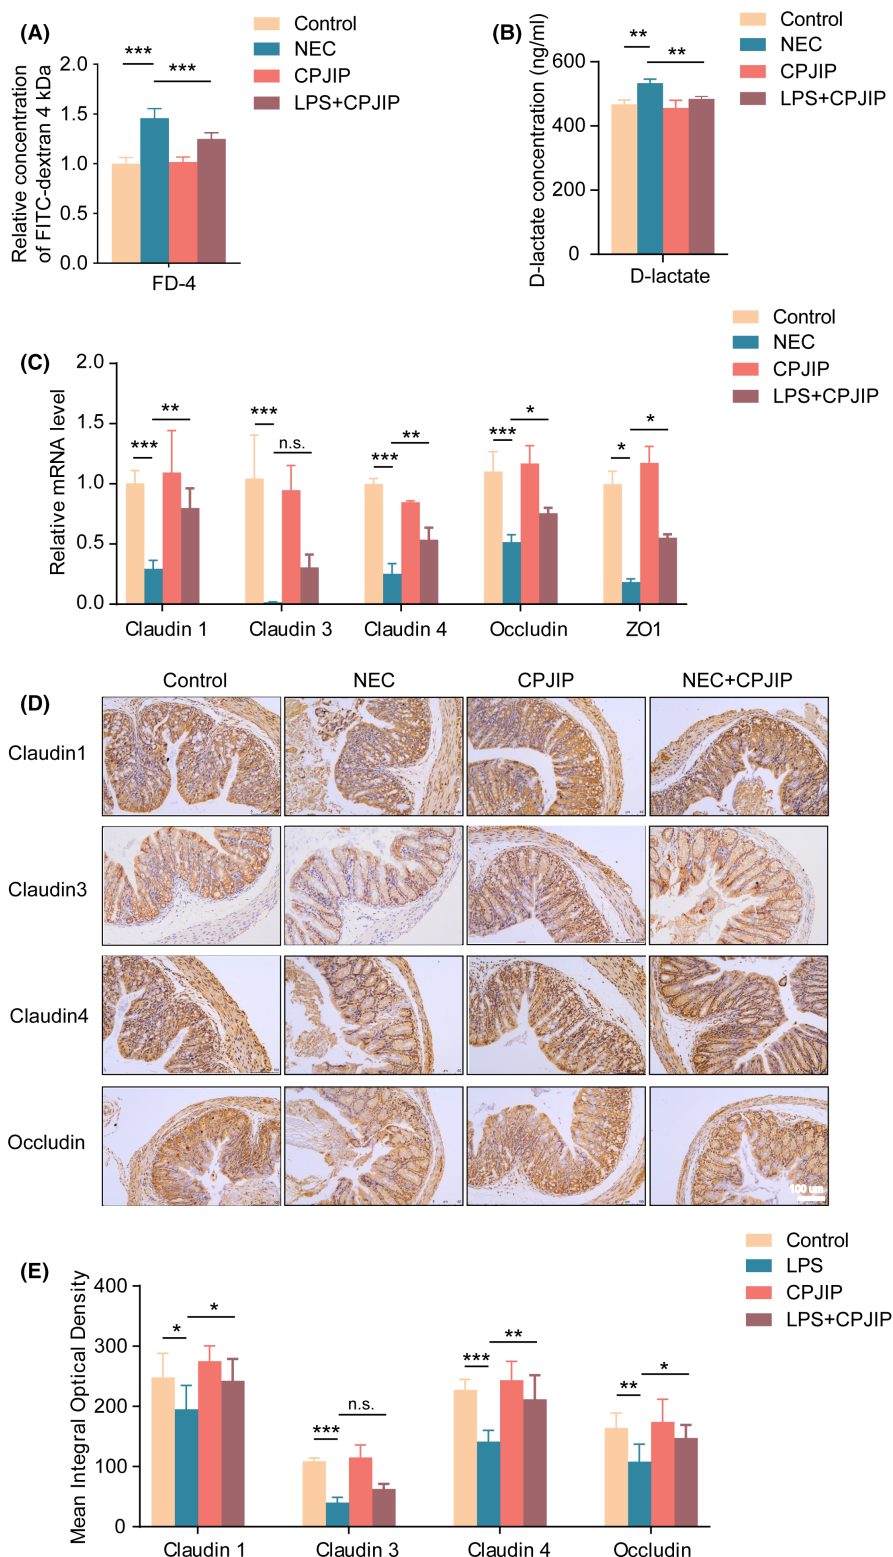 (A)
Control
NEC
CPJIP
LPS+CPJIP
Relative concentration
of FITC-dextran 4 kDa
2.0
1.5
1.0
0.5
0.0
***
***
FD-4
(B)
Control
NEC
CPJIP
LPS+CPJIP
D-lactate concentration (ng/ml)
600
400
200
0
**
**
D-lactate
(C)
Control
NEC
CPJIP
LPS+CPJIP
Relative mRNA level
2.0
1.5
1.0
0.5
0.0
***
**
***
n.s.
***
**
***
*
*
*
Claudin 1 Claudin 3 Claudin 4 Occludin ZO1
(D)
Control NEC CPJIP NEC+CPJIP
Claudin1
Claudin3
Claudin4
Occludin
100 um
(E)
Control
LPS
CPJIP
LPS+CPJIP
Mean Integral Optical Density
400
300
200
100
0
*
*
***
n.s.
***
**
**
*
Claudin 1 Claudin 3 Claudin 4 Occludin